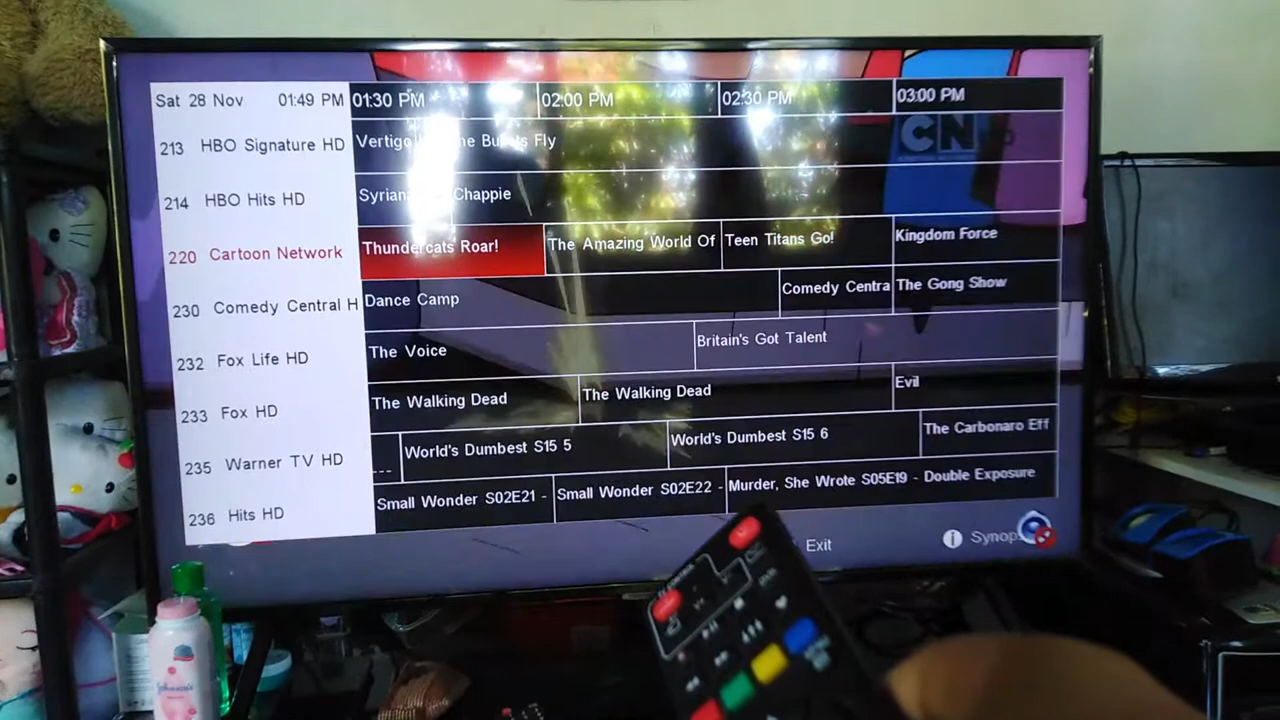 Sat 28 Nov 01:49 PM 01:30 PM 02:00 PM 02:30 PM 03:00 PM
213 HBO Signature HD Vertigo Fly
CN
214 HBO Hits HD Chappie
220 Cartoon Network Thundercats Roar! The Amazing World Of Teen Titans Go! Kingdom Force
230 Comedy Central H Dance Camp Comedy Centra The Gong Show
232 Fox Life HD The Voice Britain's Got Talent
233 Fox HD The Walking Dead The Walking Dead Evil
235 Warner TV HD --- World's Dumbest S15 5 World's Dumbest S15 6 The Carbonaro Eff
236 Hits HD Small Wonder S02E21 - Small Wonder S02E22 - Murder, She Wrote S05E19 - Double Exposure
Exit i Synop
Johnson's